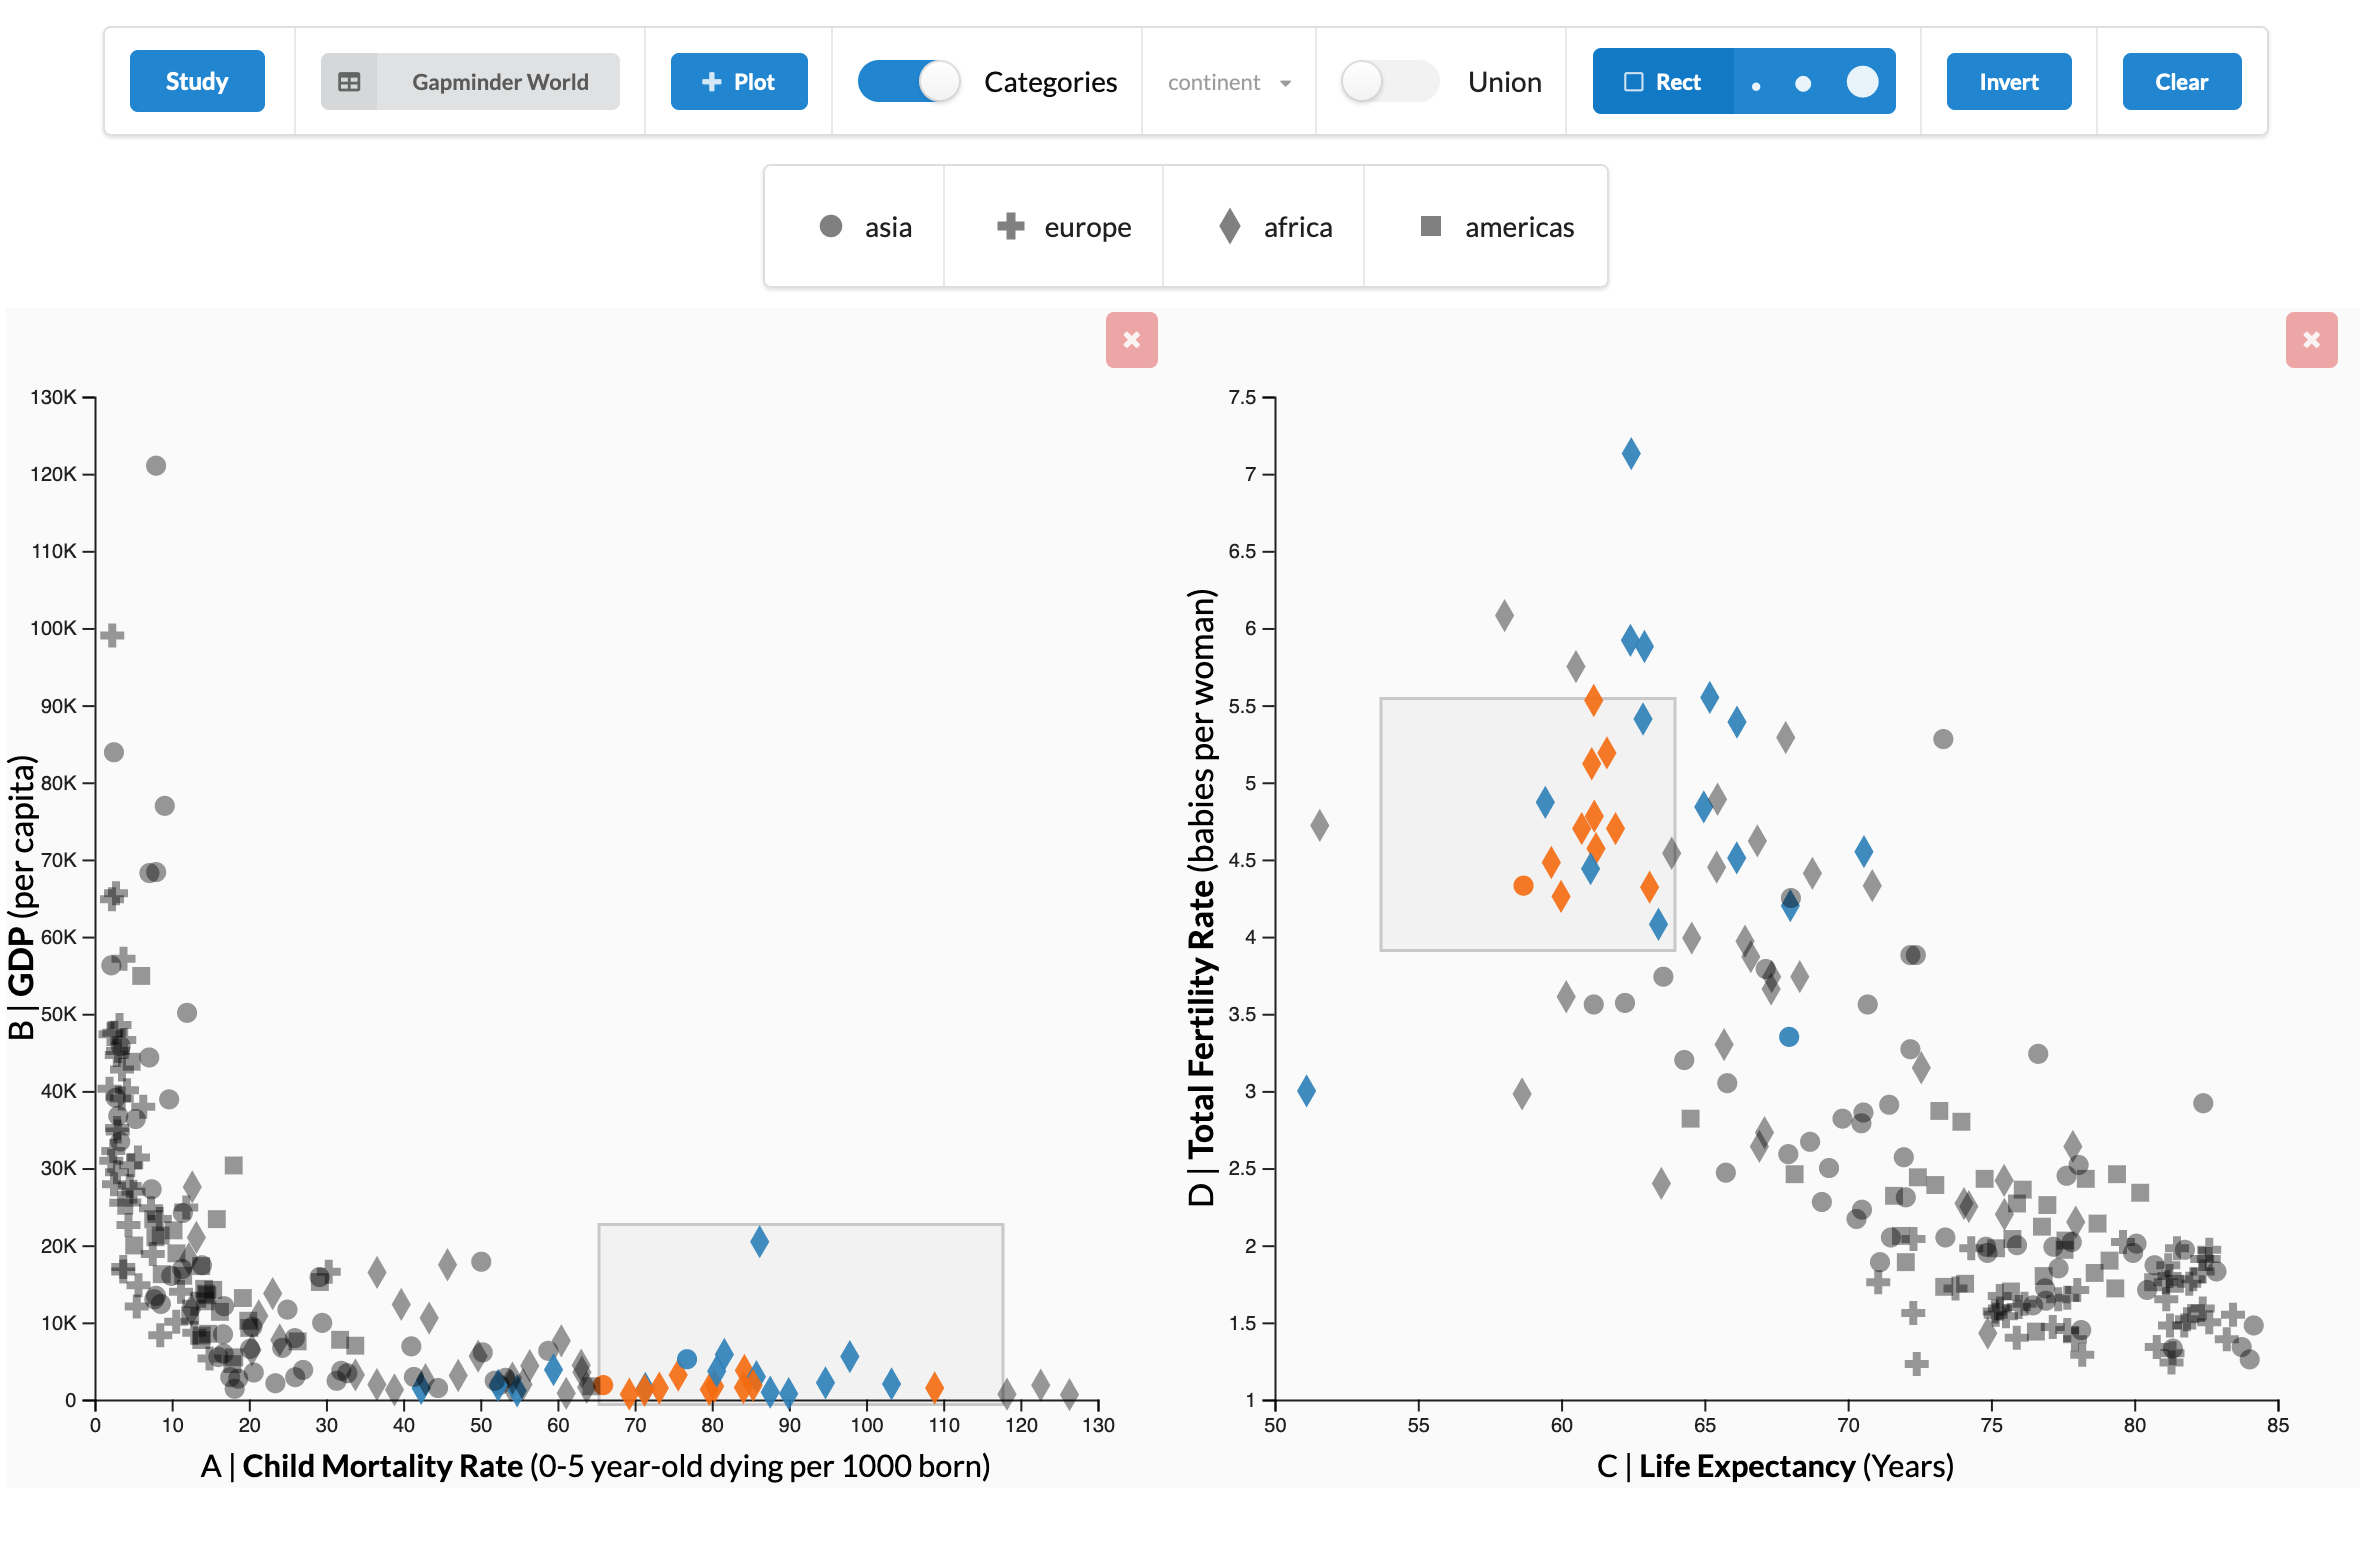 Study Gapminder World Plot Categories continent Union Rect Invert Clear
asia europe africa americas
130K
120K
110K
100K
90K
80K
70K
60K
50K
40K
30K
20K
10K
0
B | GDP (per capita)
0 10 20 30 40 50 60 70 80 90 100 110 120 130
A | Child Mortality Rate (0-5 year-old dying per 1000 born)
7.5
7
6.5
6
5.5
5
4.5
4
3.5
3
2.5
2
1.5
1
D | Total Fertility Rate (babies per woman)
50 55 60 65 70 75 80 85
C | Life Expectancy (Years)